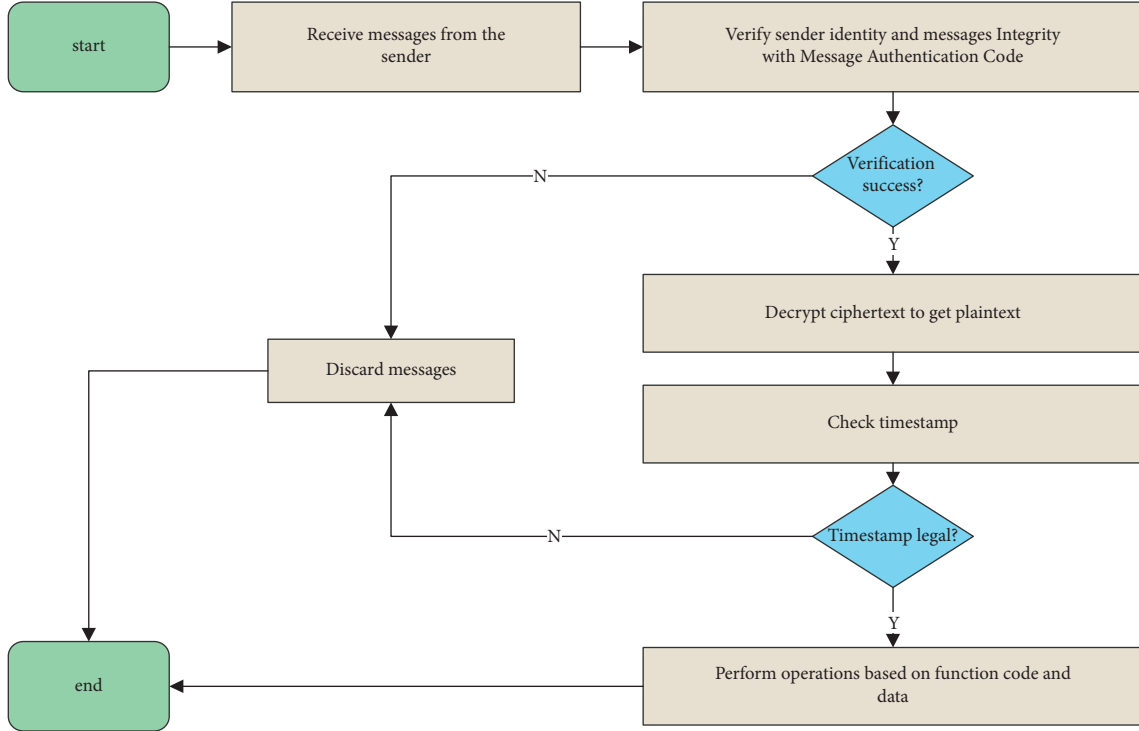 start
Receive messages from the
sender
Verify sender identity and messages Integrity
with Message Authentication Code
Verification
success?
N
Y
Decrypt ciphertext to get plaintext
Discard messages
Check timestamp
Timestamp legal?
N
Y
end
Perform operations based on function code and
data